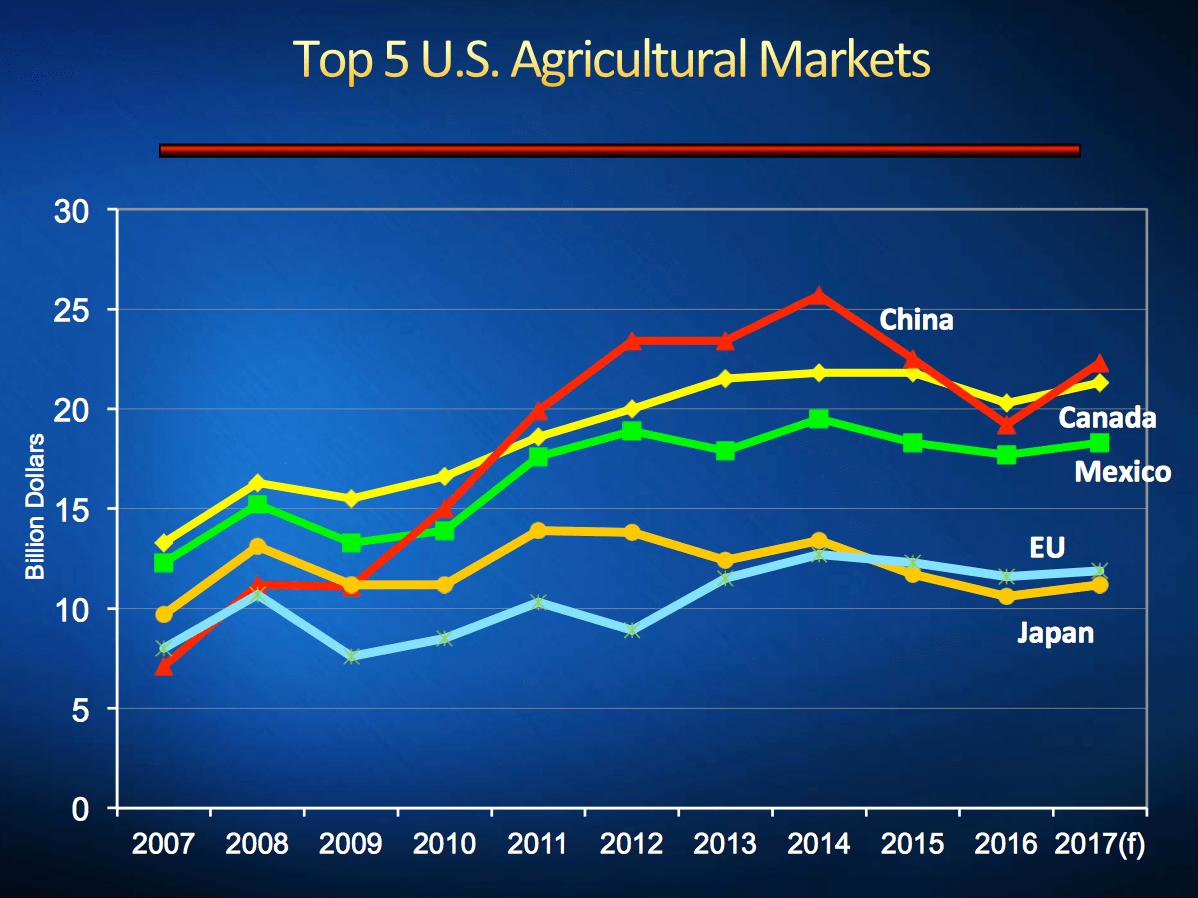 Top 5 U.S. Agricultural Markets
30
25
20
15
10
5
0
Billion Dollars
China
Canada
Mexico
EU
Japan
2007 2008 2009 2010 2011 2012 2013 2014 2015 2016 2017(f)